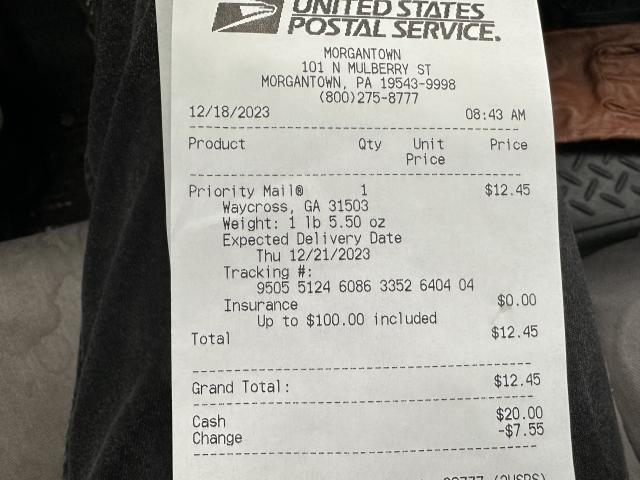 UNITED STATES
POSTAL SERVICE.
MORGANTOWN
101 N MULBERRY ST
MORGANTOWN, PA 19543-9998
(800)275-8777
12/18/2023 08:43 AM
Product Qty Unit Price
Price
Priority Mail® 1 $12.45
Waycross, GA 31503
Weight: 1 lb 5.50 oz
Expected Delivery Date
Thu 12/21/2023
Tracking #:
9505 5124 6086 3352 6404 04
Insurance $0.00
Up to $100.00 included
Total $12.45
Grand Total: $12.45
Cash $20.00
Change -$7.55